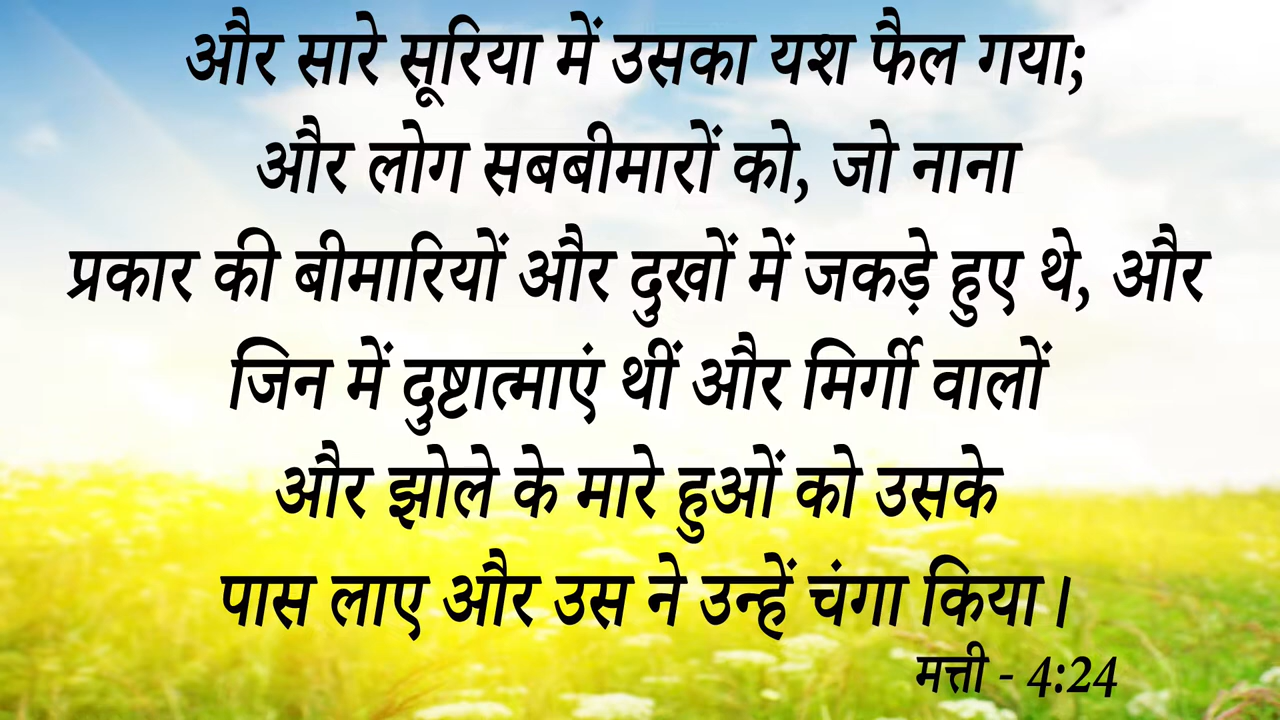 और सारे सूरिया में उसका यश फैल गया;
और लोग सबबीमारों को, जो नाना
प्रकार की बीमारियों और दुखों में जकड़े हुए थे, और
जिन में दुष्टात्माएं थीं और मिर्गी वालों
और झोले के मारे हुओं को उसके
पास लाए और उस ने उन्हें चंगा किया।
मत्ती - 4:24